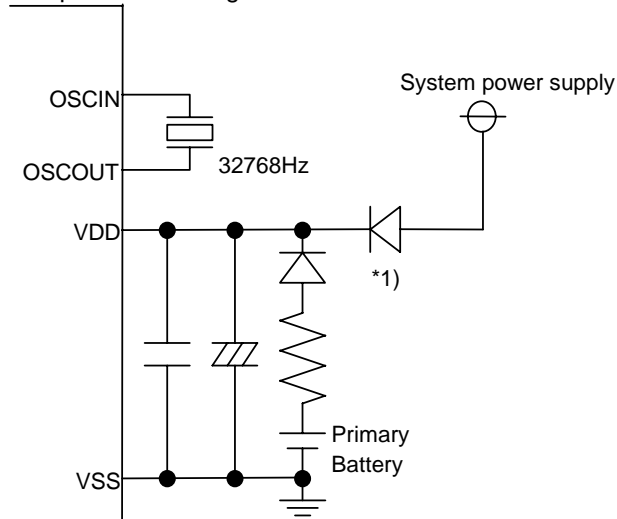 OSCIN
System power supply
OSCOUT
32768Hz
VDD
*1)
Primary
Battery
VSS